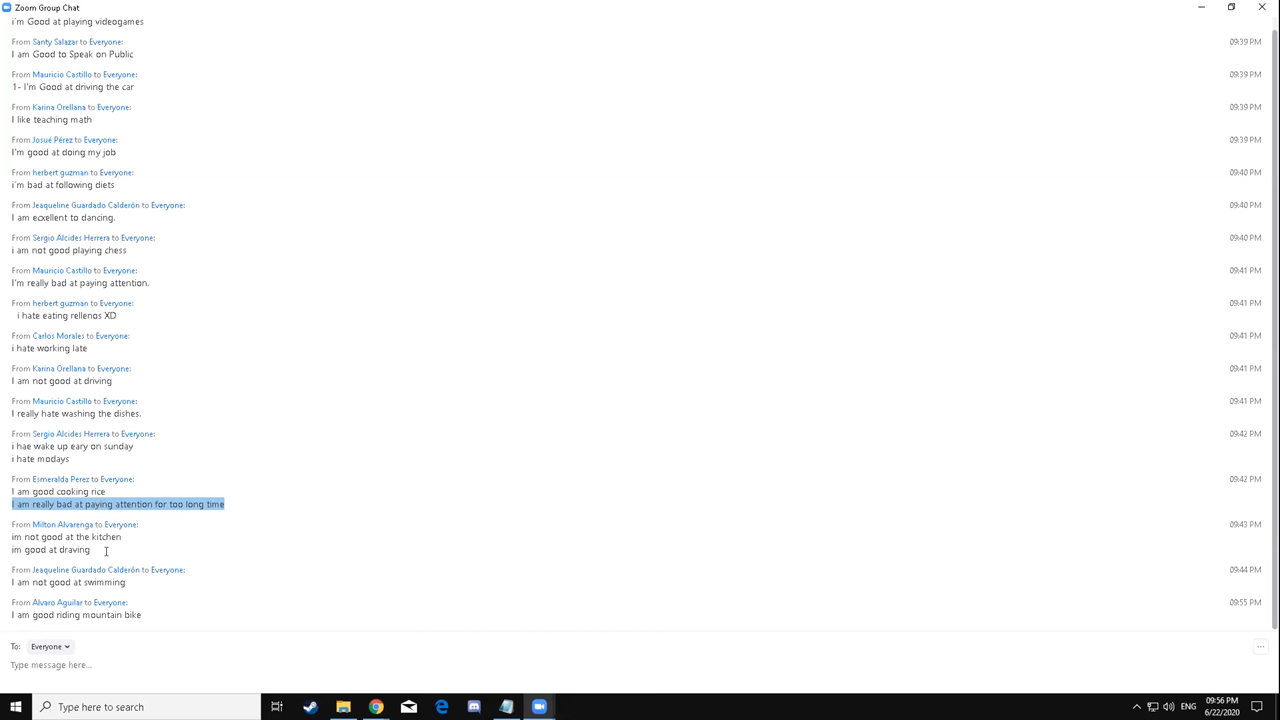 Zoom Group Chat
i'm Good at playing videogames
From Santy Salazar to Everyone: 09:39 PM
I am Good to Speak on Public
From Mauricio Castillo to Everyone: 09:39 PM
1- I'm Good at driving the car
From Karina Orellana to Everyone: 09:39 PM
I like teaching math
From Josué Pérez to Everyone: 09:39 PM
I'm good at doing my job
From herbert guzman to Everyone: 09:40 PM
i'm bad at following diets
From Jeaqueline Guardado Calderón to Everyone: 09:40 PM
I am ecxellent to dancing.
From Sergio Alcides Herrera to Everyone: 09:40 PM
i am not good playing chess
From Mauricio Castillo to Everyone: 09:41 PM
I'm really bad at paying attention.
From herbert guzman to Everyone: 09:41 PM
i hate eating rellenos XD
From Carlos Morales to Everyone: 09:41 PM
i hate working late
From Karina Orellana to Everyone: 09:41 PM
I am not good at driving
From Mauricio Castillo to Everyone: 09:41 PM
I really hate washing the dishes.
From Sergio Alcides Herrera to Everyone: 09:42 PM
i hae wake up eary on sunday
i hate modays
From Esmeralda Perez to Everyone: 09:42 PM
I am good cooking rice
I am really bad at paying attention for too long time
From Milton Alvarenga to Everyone: 09:43 PM
im not good at the kitchen
im good at draving
From Jeaqueline Guardado Calderón to Everyone: 09:44 PM
I am not good at swimming
From Alvaro Aguilar to Everyone: 09:55 PM
I am good riding mountain bike
To: Everyone
Type message here...
Type here to search
ENG
09:56 PM
6/22/2020